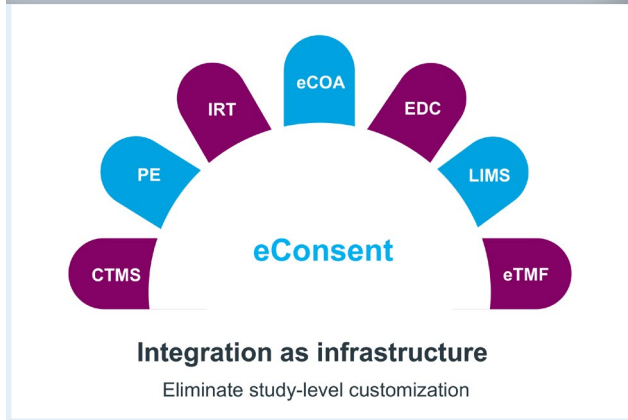 eCOA
IRT
EDC
PE
LIMS
eConsent
CTMS
eTMF
Integration as infrastructure
Eliminate study-level customization